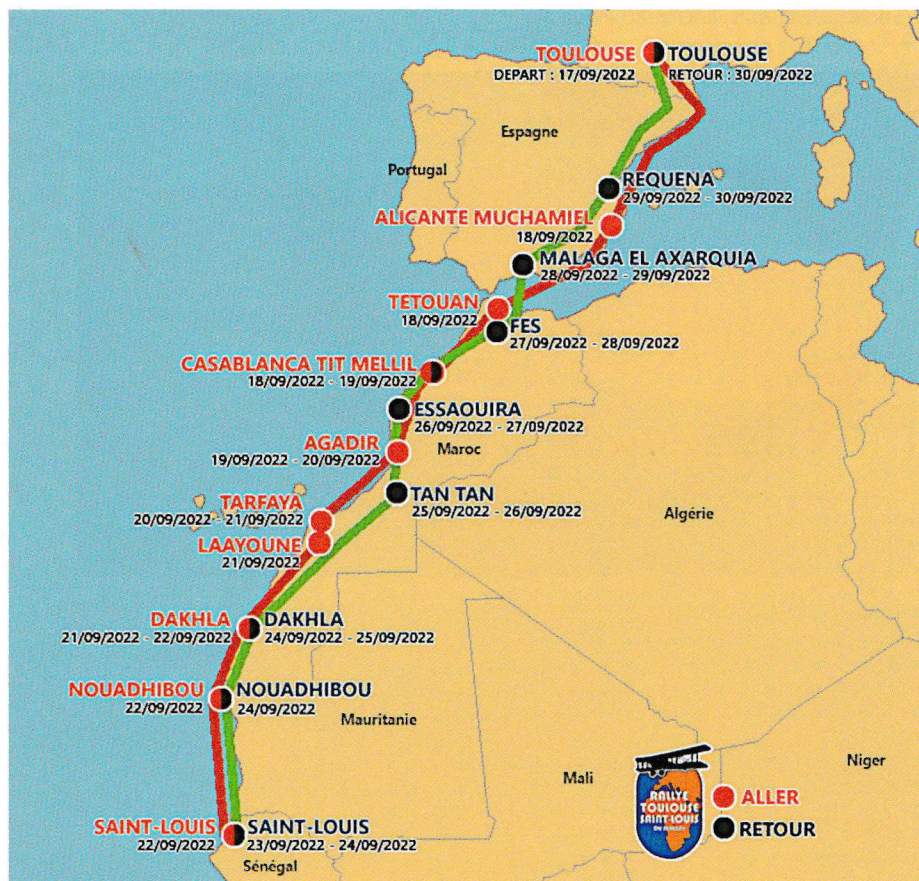 TOULOUSE
DEPART : 17/09/2022
TOULOUSE
RETOUR : 30/09/2022
Espagne
Portugal
REQUENA
29/09/2022 - 30/09/2022
ALICANTE MUCHAMIEL
18/09/2022
MALAGA EL AXARQUIA
28/09/2022 - 29/09/2022
TETOUAN
18/09/2022
FES
27/09/2022 - 28/09/2022
CASABLANCA TIT MELLIL
18/09/2022 - 19/09/2022
ESSAOUIRA
26/09/2022 - 27/09/2022
AGADIR
19/09/2022 - 20/09/2022
Maroc
TAN TAN
25/09/2022 - 26/09/2022
TARFAYA
20/09/2022 - 21/09/2022
Algérie
LAAYOUNE
21/09/2022
DAKHLA
21/09/2022 - 22/09/2022
DAKHLA
24/09/2022 - 25/09/2022
NOUADHIBOU
22/09/2022
NOUADHIBOU
24/09/2022
Mauritanie
Mali
Niger
RALLYE
TOULOUSE
SAINT-LOUIS
ALLER
RETOUR
SAINT-LOUIS
22/09/2022
SAINT-LOUIS
23/09/2022 - 24/09/2022
Sénégal